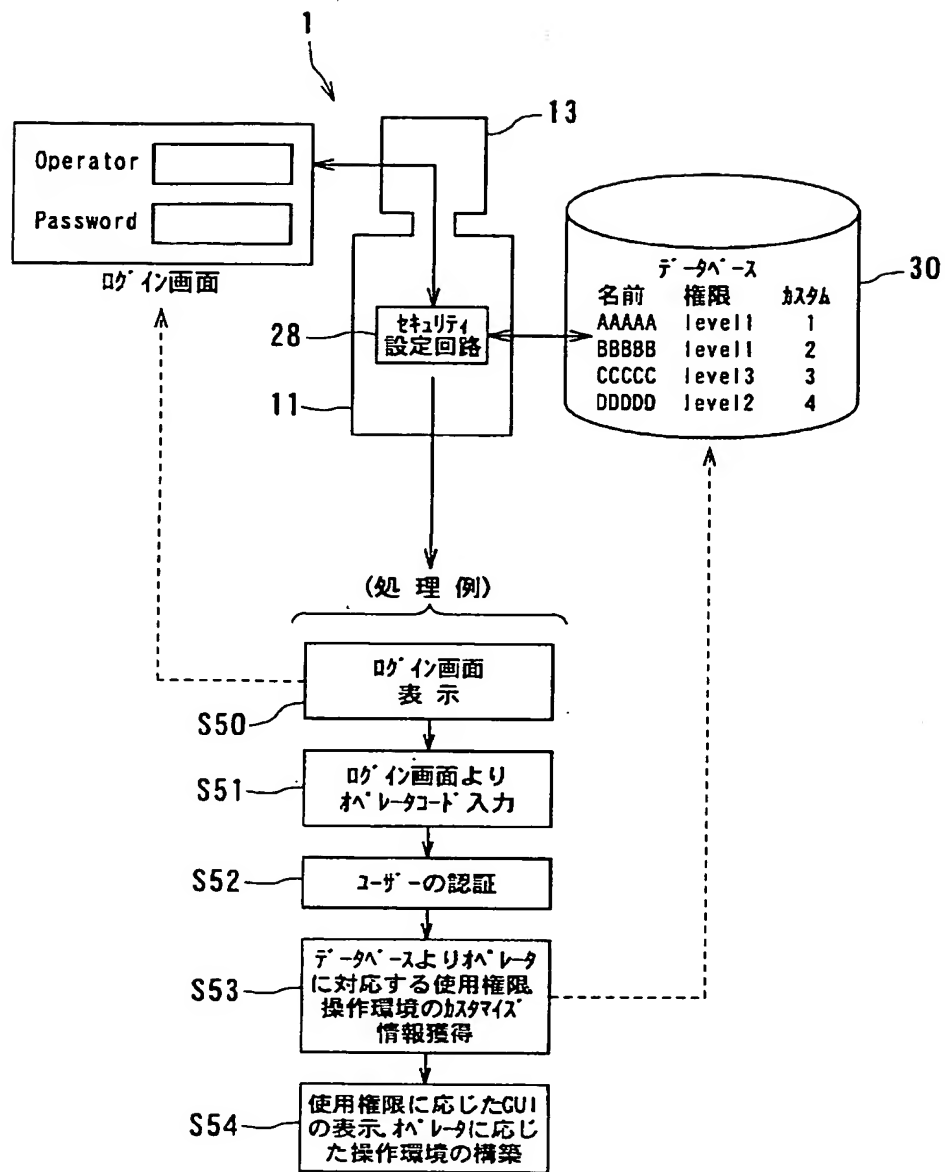 1
13
Operator
Password
ログイン画面
データベース
30
名前 権限 カスタム
AAAAA level1 1
BBBBB level1 2
CCCCC level3 3
DDDDD level2 4
28
セキュリティ
設定回路
11
(処 理 例)
ログイン画面
表 示
S50
ログイン画面より
オペレータコード入力
S51
ユーザーの認証
S52
データベースよりオペレータ
に対応する使用権限、
操作環境のカスタマイズ
情報獲得
S53
使用権限に応じたGUI
の表示、オペレータに応じ
た操作環境の構築
S54